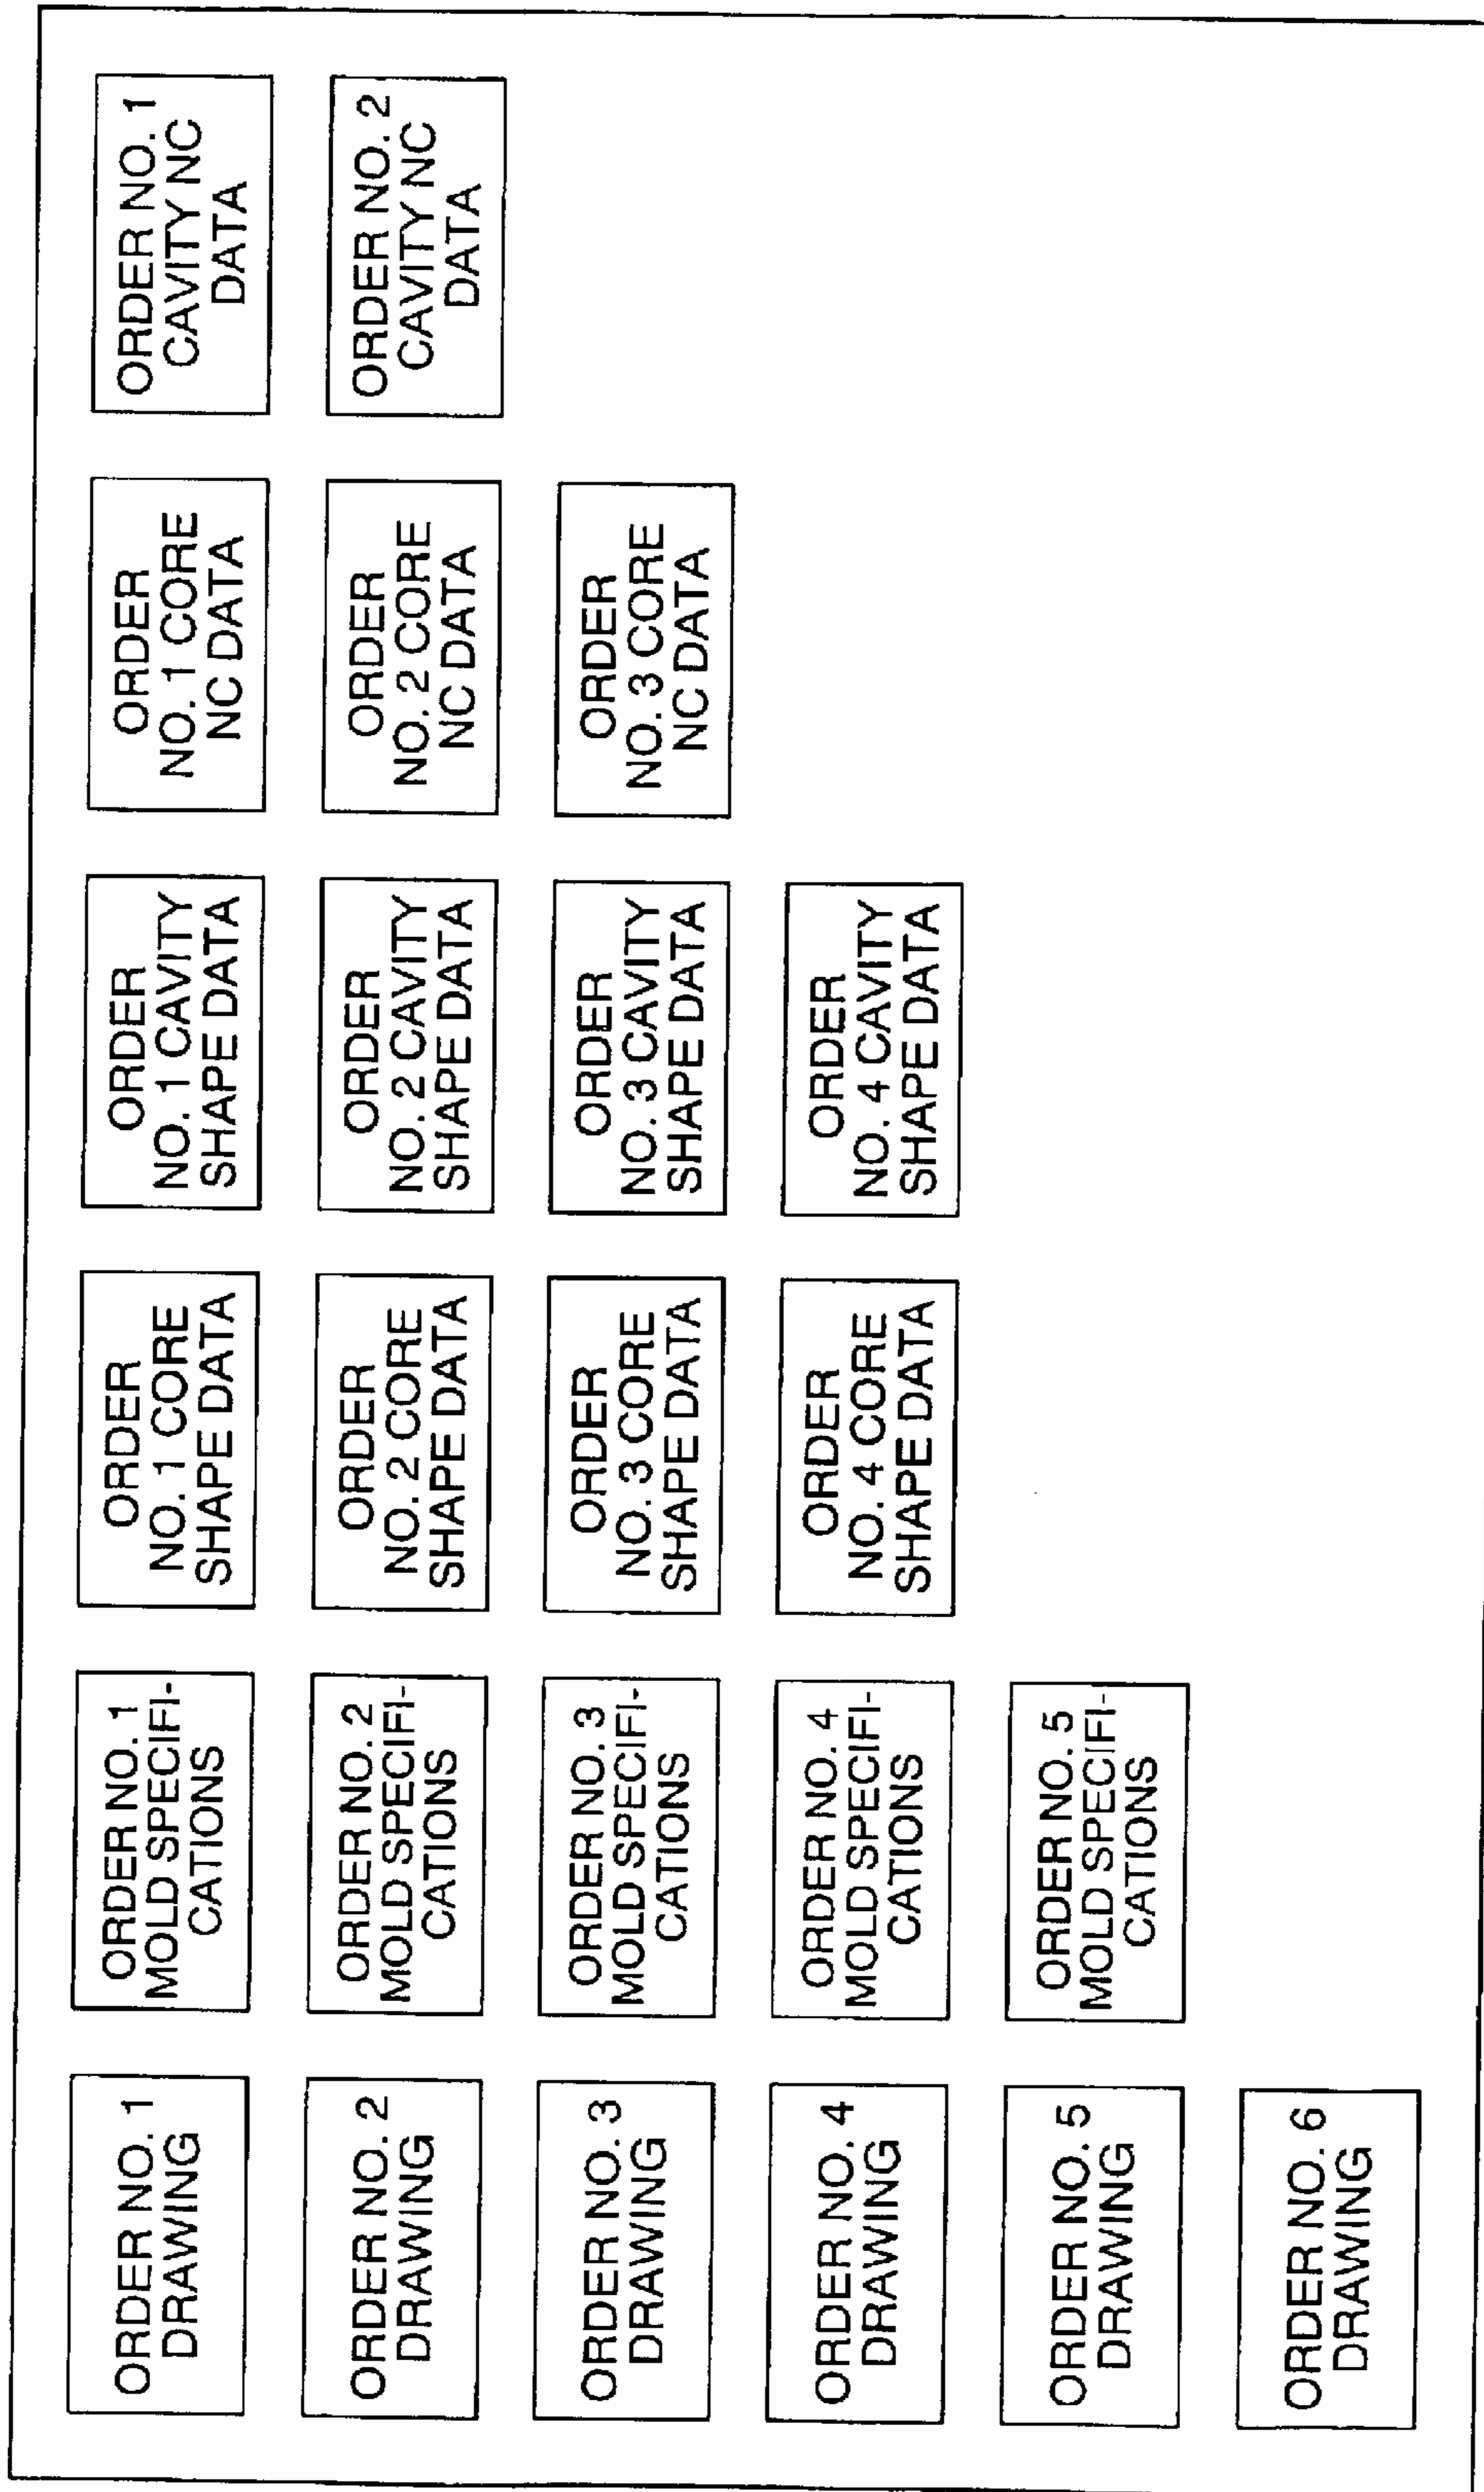 ORDER NO. 1
DRAWING
ORDER NO. 1
MOLD SPECIFI-
CATIONS
ORDER
NO. 1 CORE
SHAPE DATA
ORDER
NO. 1 CAVITY
SHAPE DATA
ORDER
NO. 1 CORE
NC DATA
ORDER NO. 1
CAVITY NC
DATA
ORDER NO. 2
DRAWING
ORDER NO. 2
MOLD SPECIFI-
CATIONS
ORDER
NO. 2 CORE
SHAPE DATA
ORDER
NO. 2 CAVITY
SHAPE DATA
ORDER
NO. 2 CORE
NC DATA
ORDER NO. 2
CAVITY NC
DATA
ORDER NO. 3
DRAWING
ORDER NO. 3
MOLD SPECIFI-
CATIONS
ORDER
NO. 3 CORE
SHAPE DATA
ORDER
NO. 3 CAVITY
SHAPE DATA
ORDER
NO. 3 CORE
NC DATA
ORDER NO. 4
DRAWING
ORDER NO. 4
MOLD SPECIFI-
CATIONS
ORDER
NO. 4 CORE
SHAPE DATA
ORDER
NO. 4 CAVITY
SHAPE DATA
ORDER NO. 5
DRAWING
ORDER NO. 5
MOLD SPECIFI-
CATIONS
ORDER NO. 6
DRAWING